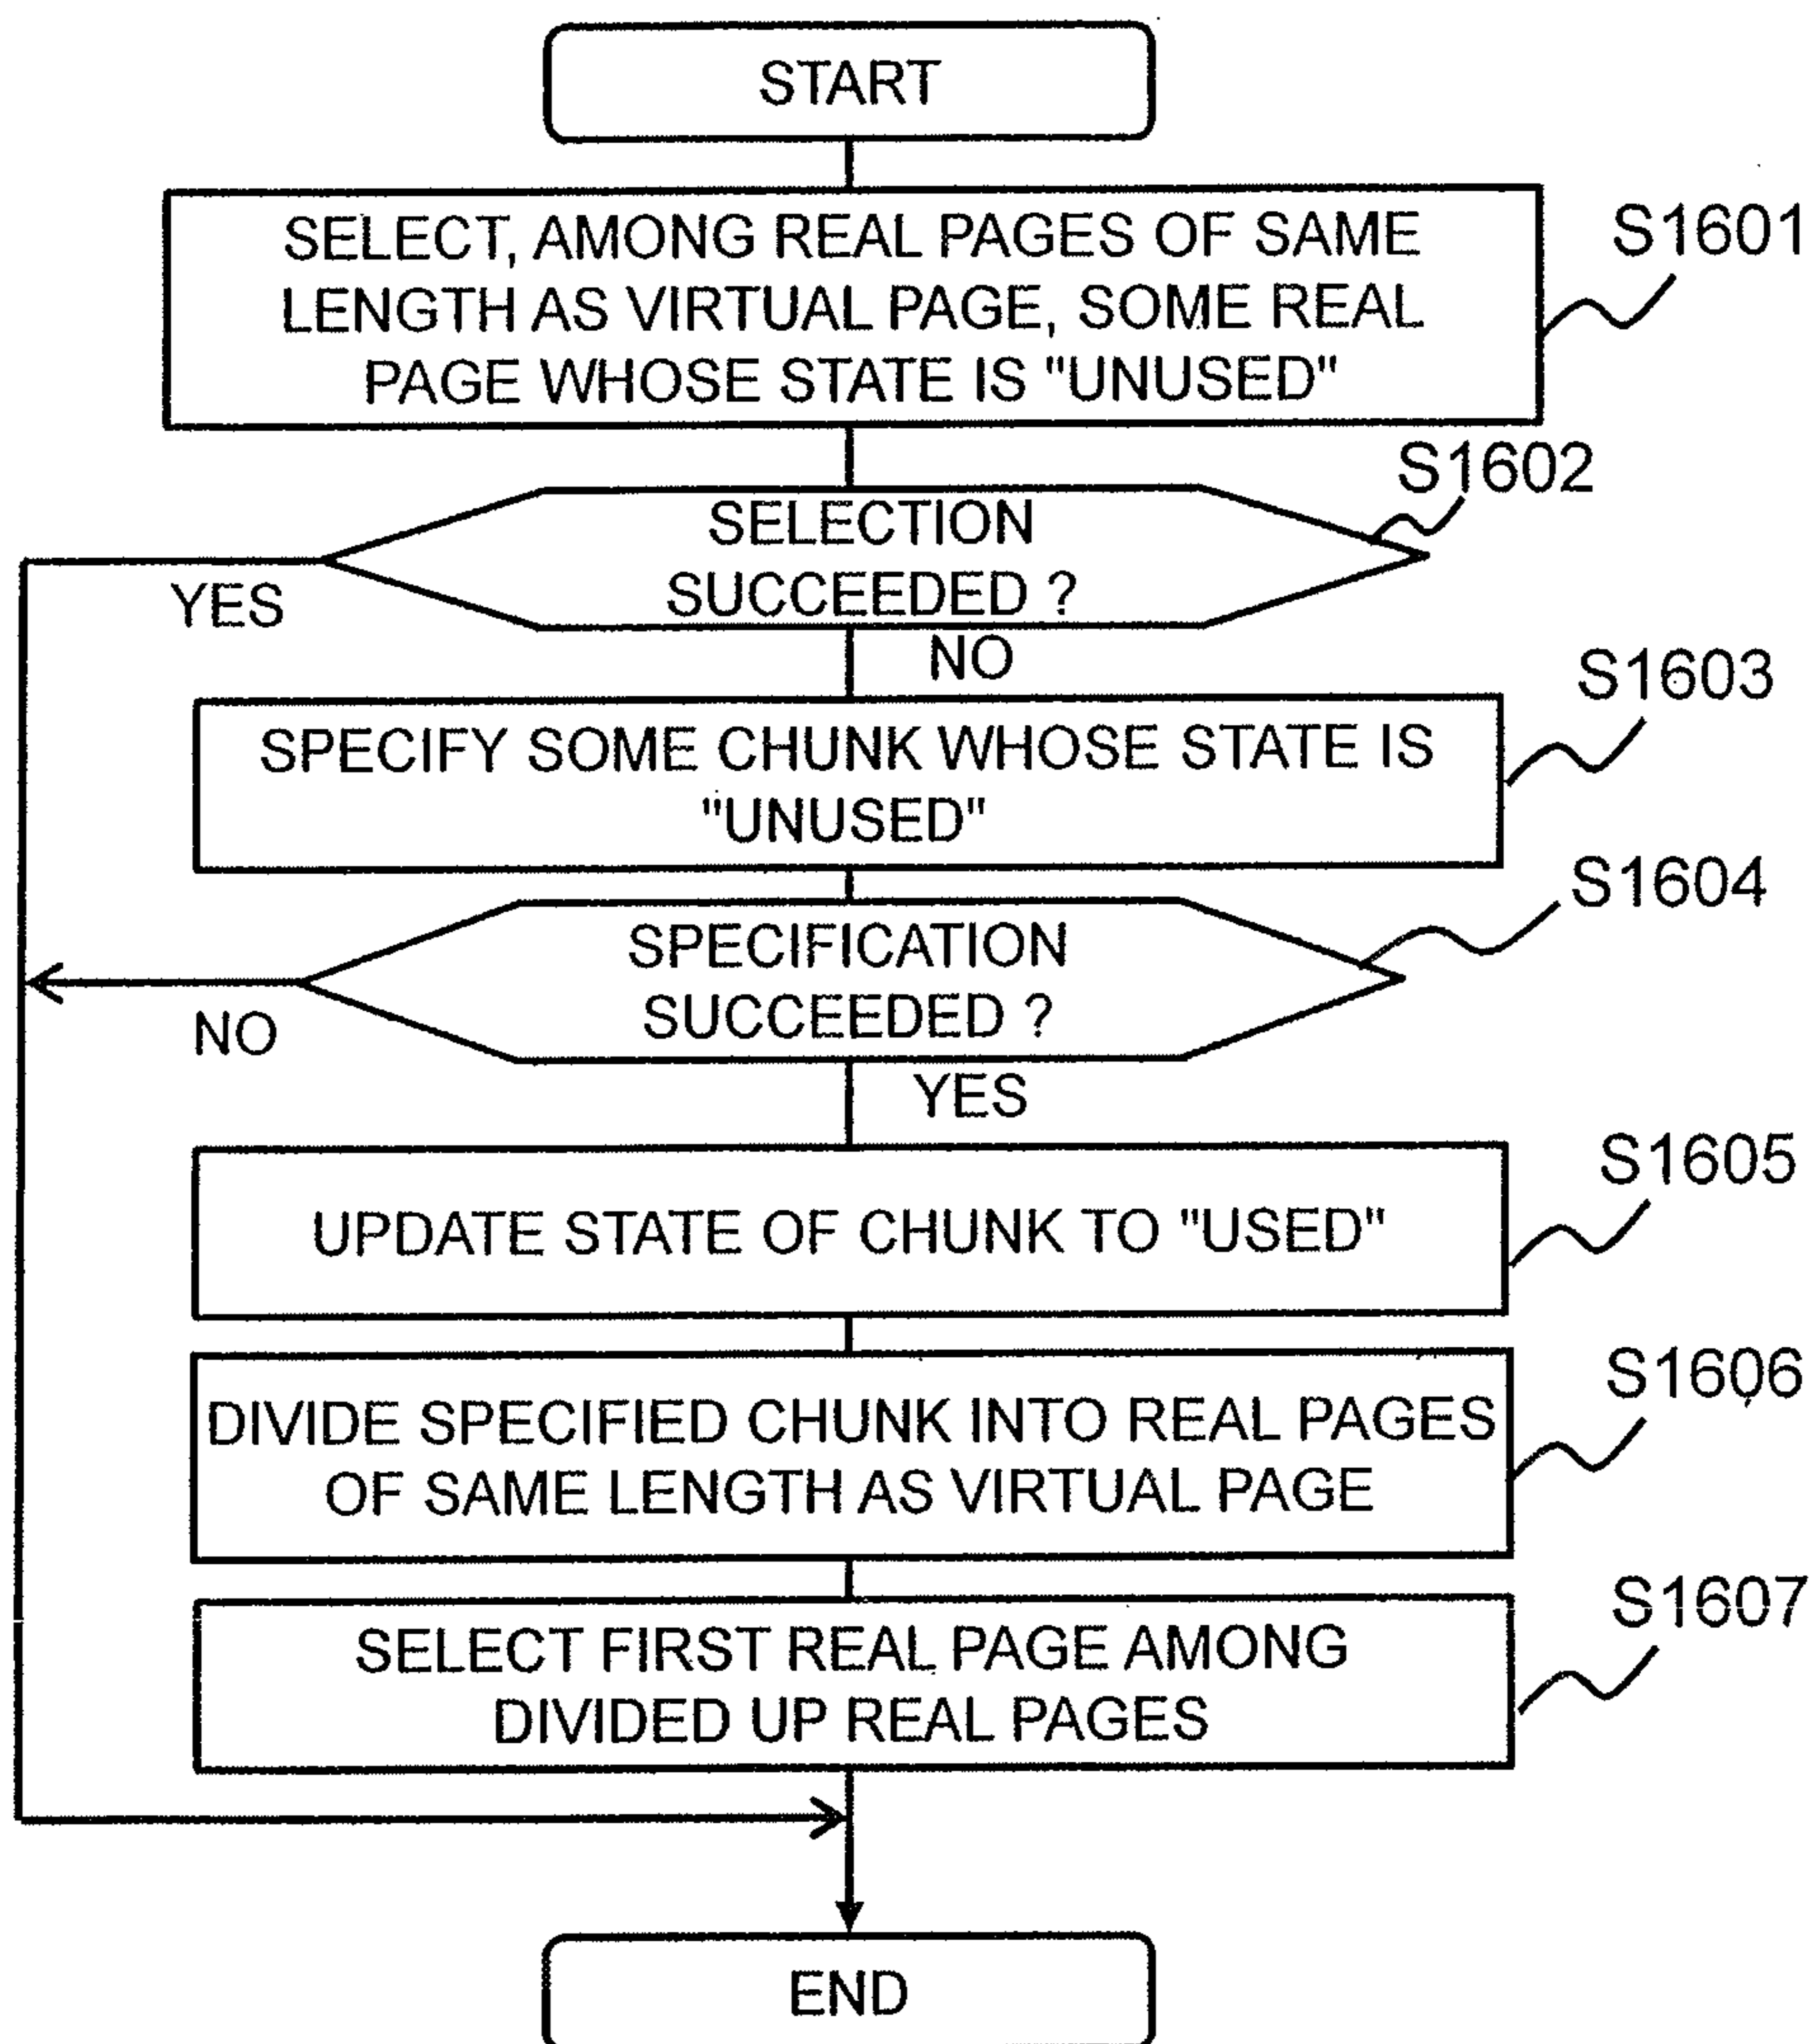 START
SELECT, AMONG REAL PAGES OF SAME
LENGTH AS VIRTUAL PAGE, SOME REAL
PAGE WHOSE STATE IS "UNUSED"
S1601
S1602
SELECTION
SUCCEEDED ?
YES
NO
S1603
SPECIFY SOME CHUNK WHOSE STATE IS
"UNUSED"
S1604
SPECIFICATION
SUCCEEDED ?
NO
YES
S1605
UPDATE STATE OF CHUNK TO "USED"
S1606
DIVIDE SPECIFIED CHUNK INTO REAL PAGES
OF SAME LENGTH AS VIRTUAL PAGE
S1607
SELECT FIRST REAL PAGE AMONG
DIVIDED UP REAL PAGES
END